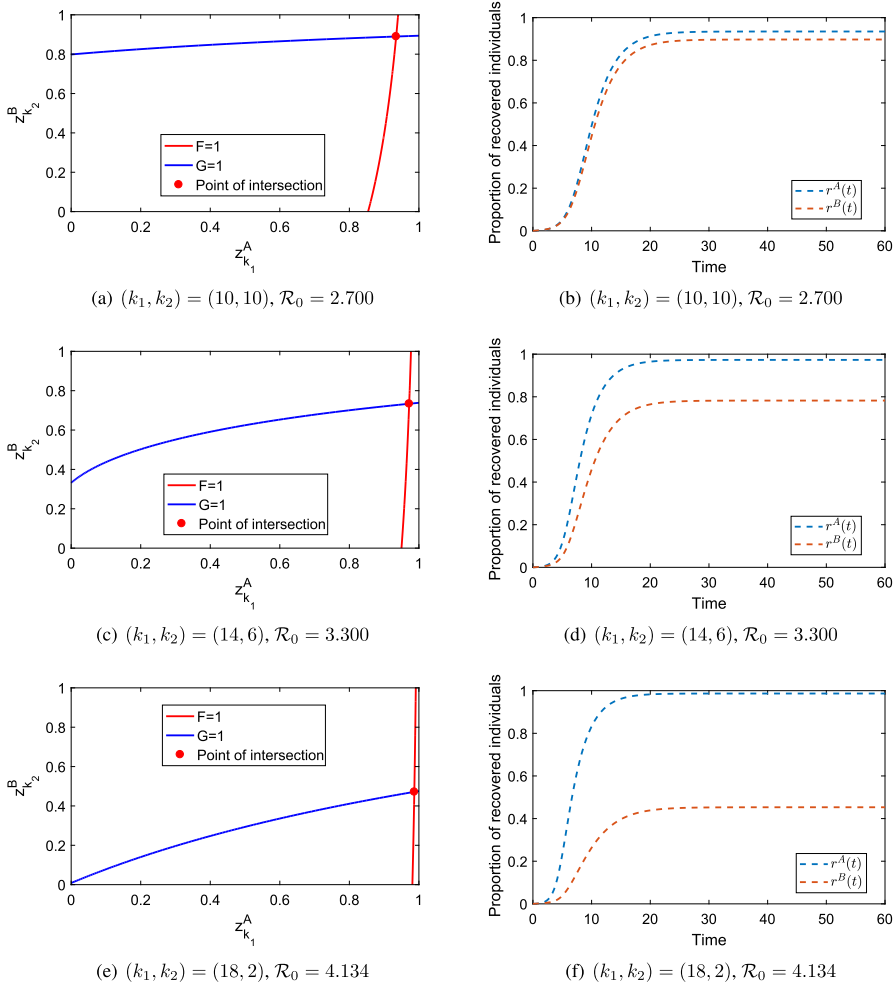 1
0.8
0.6
0.4
0.2
0
0 0.2 0.4 0.6 0.8 1
z^B_{k_2}
z^A_{k_1}
F=1
G=1
Point of intersection
(a) (k_1, k_2) = (10, 10), R_0 = 2.700
Proportion of recovered individuals
1
0.8
0.6
0.4
0.2
0
0 10 20 30 40 50 60
Time
r^A(t)
r^B(t)
(b) (k_1, k_2) = (10, 10), R_0 = 2.700
1
0.8
0.6
0.4
0.2
0
0 0.2 0.4 0.6 0.8 1
z^B_{k_2}
z^A_{k_1}
F=1
G=1
Point of intersection
(c) (k_1, k_2) = (14, 6), R_0 = 3.300
Proportion of recovered individuals
1
0.8
0.6
0.4
0.2
0
0 10 20 30 40 50 60
Time
r^A(t)
r^B(t)
(d) (k_1, k_2) = (14, 6), R_0 = 3.300
1
0.8
0.6
0.4
0.2
0
0 0.2 0.4 0.6 0.8 1
z^B_{k_2}
z^A_{k_1}
F=1
G=1
Point of intersection
(e) (k_1, k_2) = (18, 2), R_0 = 4.134
Proportion of recovered individuals
1
0.8
0.6
0.4
0.2
0
0 10 20 30 40 50 60
Time
r^A(t)
r^B(t)
(f) (k_1, k_2) = (18, 2), R_0 = 4.134